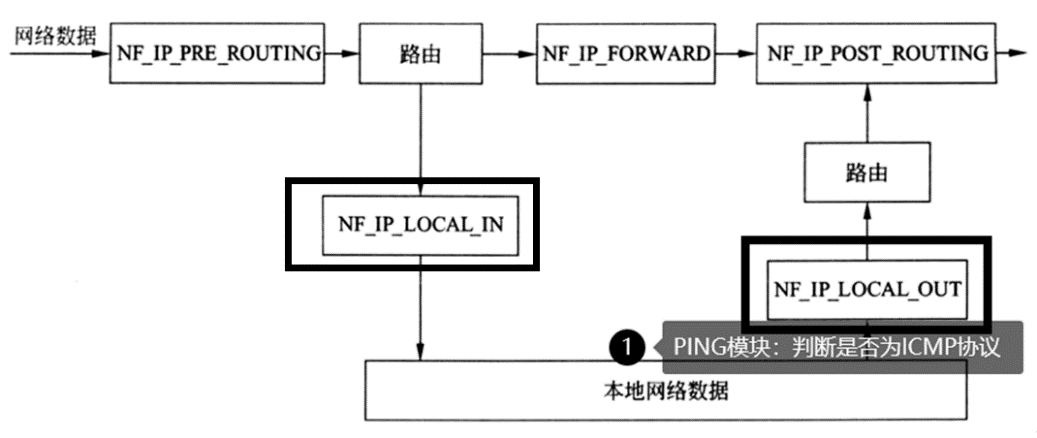 网络数据
NF_IP_PRE_ROUTING
路由
NF_IP_FORWARD
NF_IP_POST_ROUTING
路由
NF_IP_LOCAL_IN
NF_IP_LOCAL_OUT
1 PING模块：判断是否为ICMP协议
本地网络数据